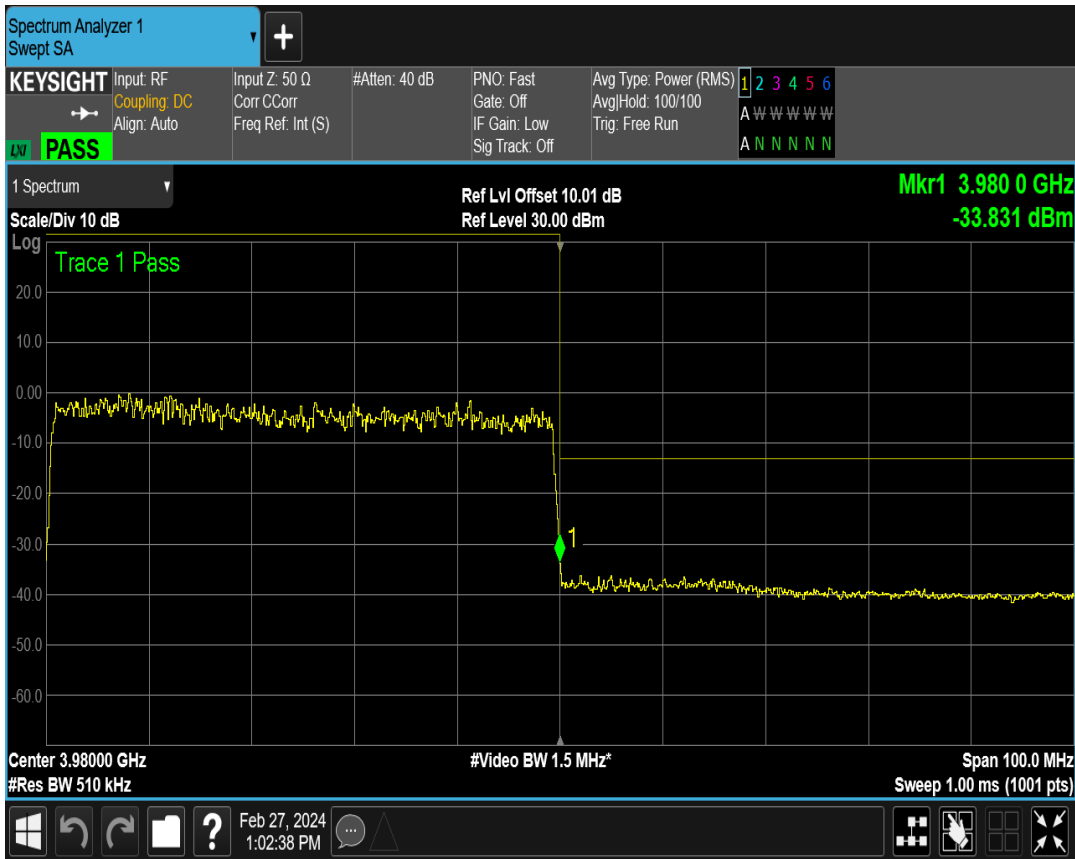 Spectrum Analyzer 1
Swept SA
+
KEYSIGHT
LXI PASS
Input: RF
Coupling: DC
Align: Auto
Input Z: 50 Ω
Corr CCorr
Freq Ref: Int (S)
#Atten: 40 dB
PNO: Fast
Gate: Off
IF Gain: Low
Sig Track: Off
Avg Type: Power (RMS)
Avg|Hold: 100/100
Trig: Free Run
1 2 3 4 5 6
A W W W W W
A N N N N N
1 Spectrum
Scale/Div 10 dB
Ref Lvl Offset 10.01 dB
Ref Level 30.00 dBm
Mkr1 3.980 0 GHz
-33.831 dBm
Log
Trace 1 Pass
20.0
10.0
0.00
-10.0
-20.0
-30.0
-40.0
-50.0
-60.0
1
Center 3.98000 GHz
#Res BW 510 kHz
#Video BW 1.5 MHz*
Span 100.0 MHz
Sweep 1.00 ms (1001 pts)
?
Feb 27, 2024
1:02:38 PM